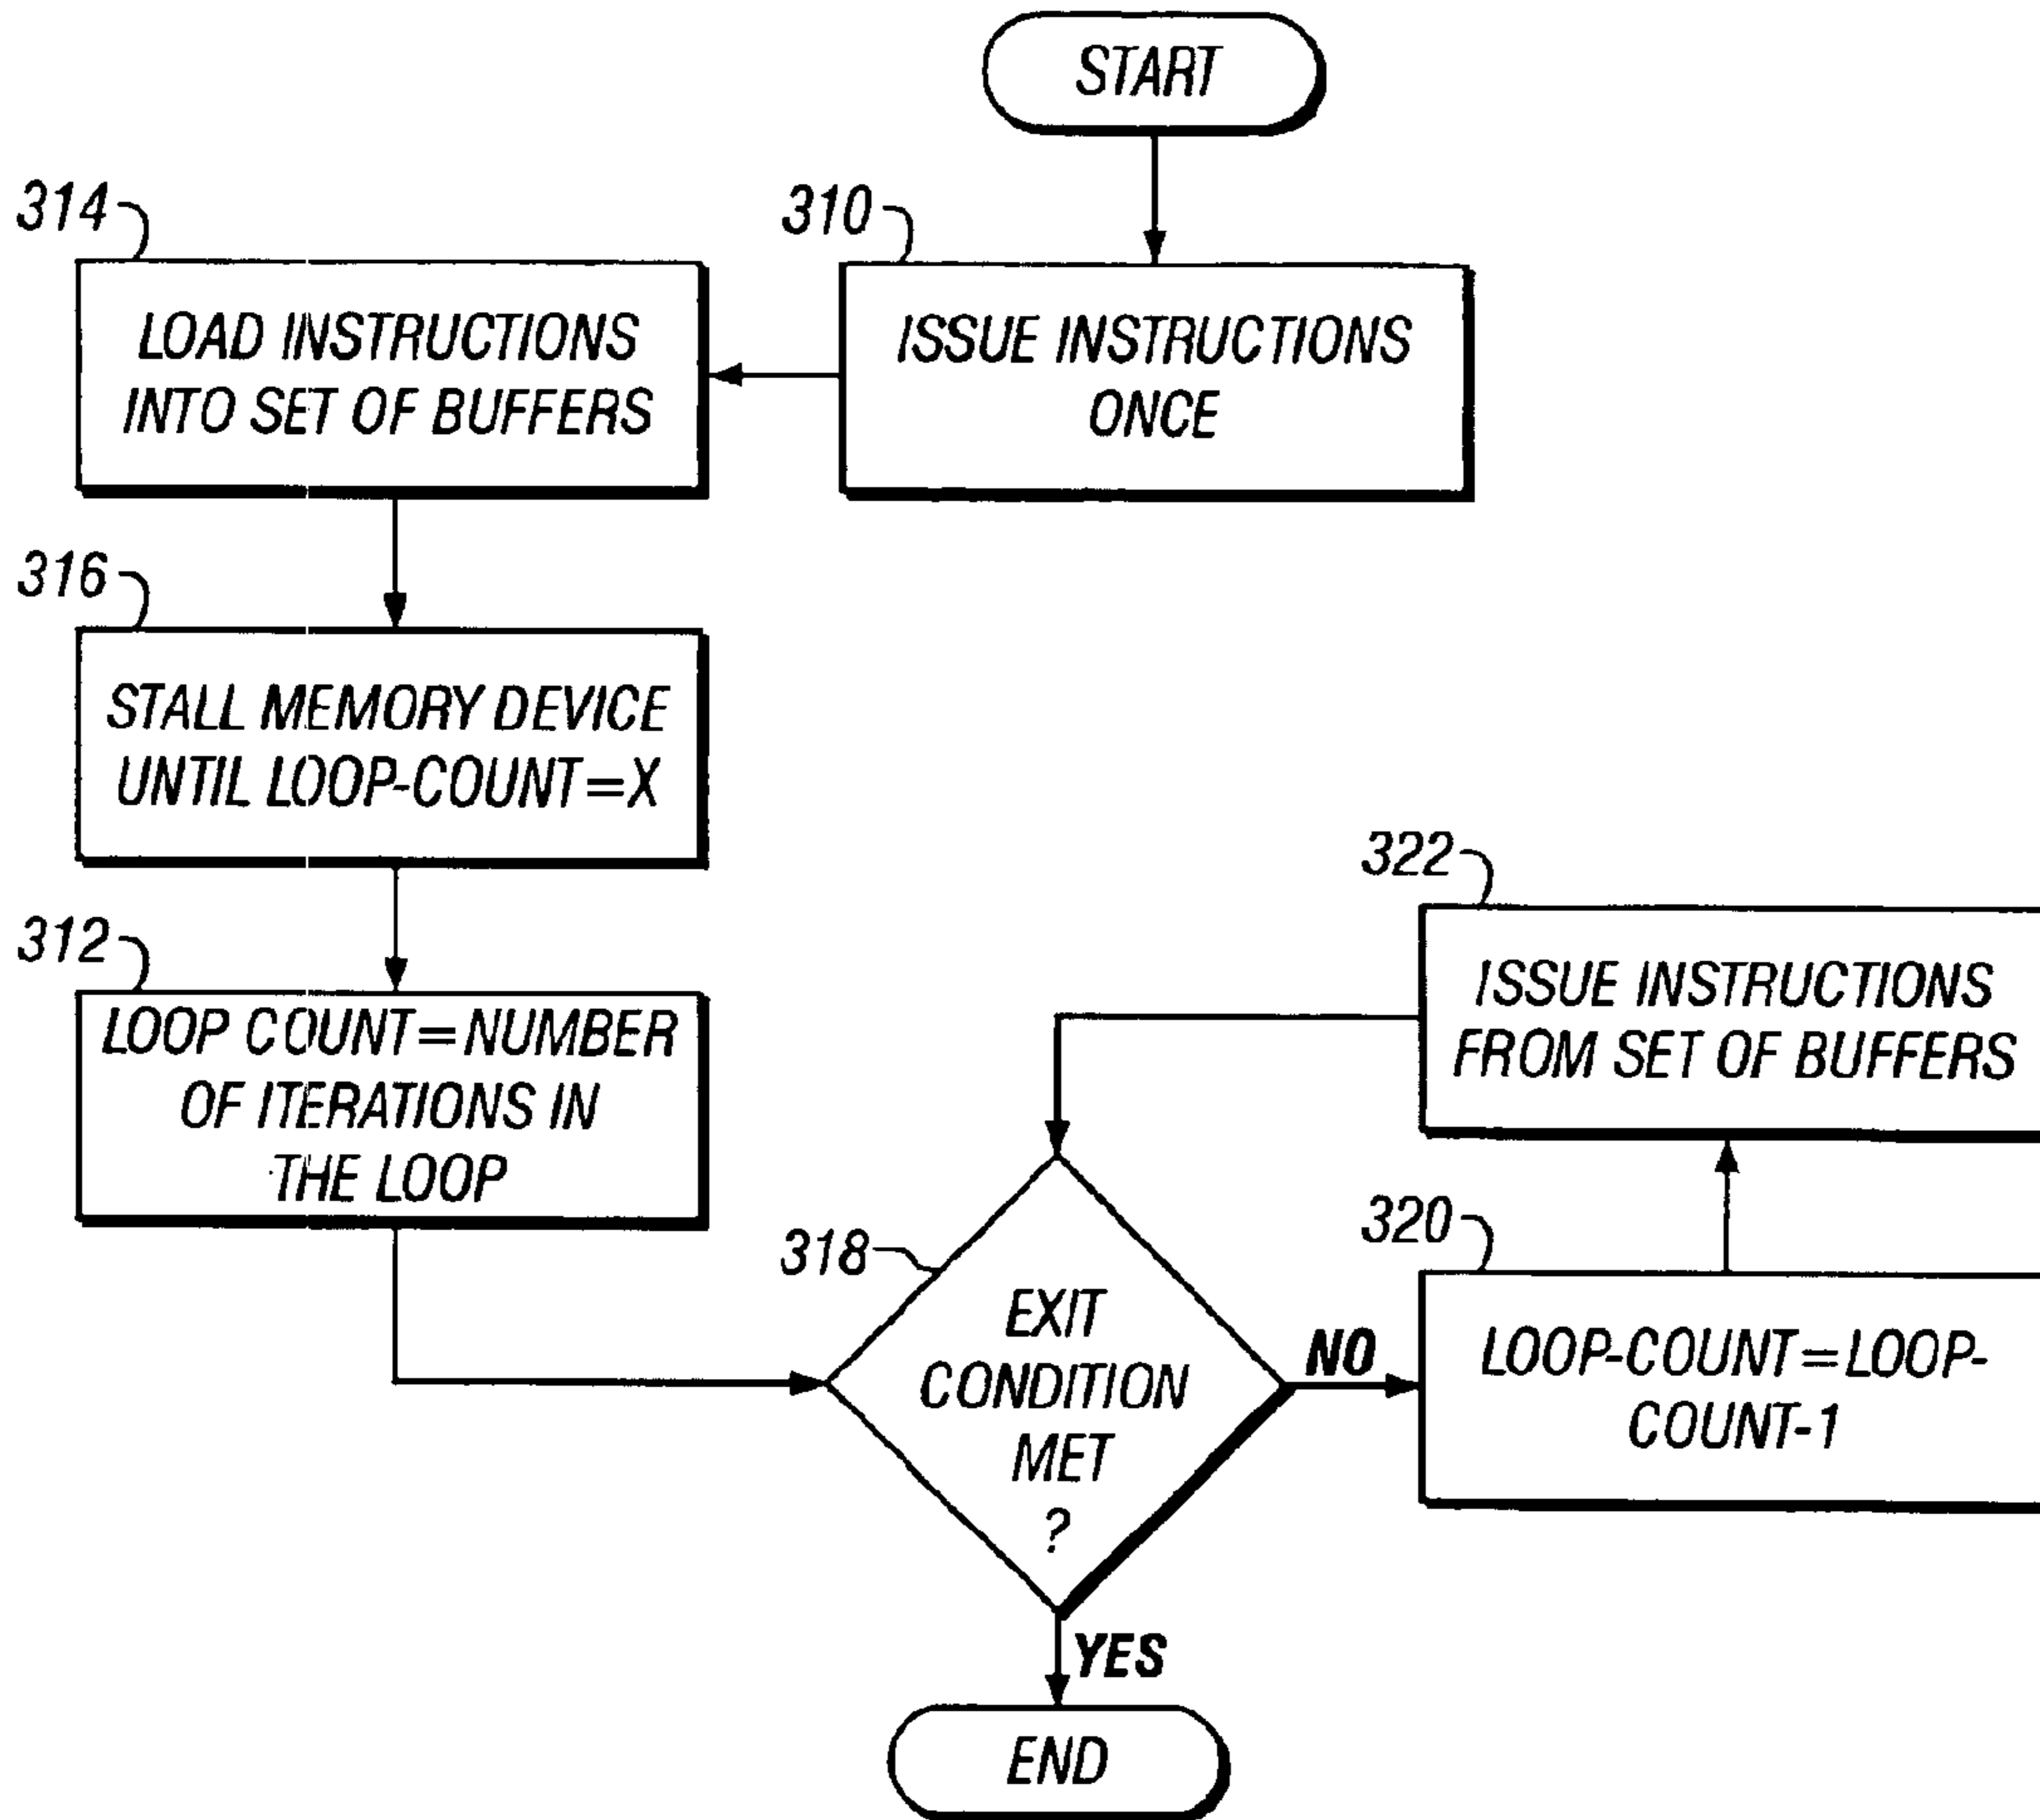 START
310
ISSUE INSTRUCTIONS
ONCE
314
LOAD INSTRUCTIONS
INTO SET OF BUFFERS
316
STALL MEMORY DEVICE
UNTIL LOOP-COUNT=X
312
LOOP COUNT=NUMBER
OF ITERATIONS IN
THE LOOP
318
EXIT
CONDITION
MET
?
NO
320
LOOP-COUNT=LOOP-
COUNT-1
322
ISSUE INSTRUCTIONS
FROM SET OF BUFFERS
YES
END